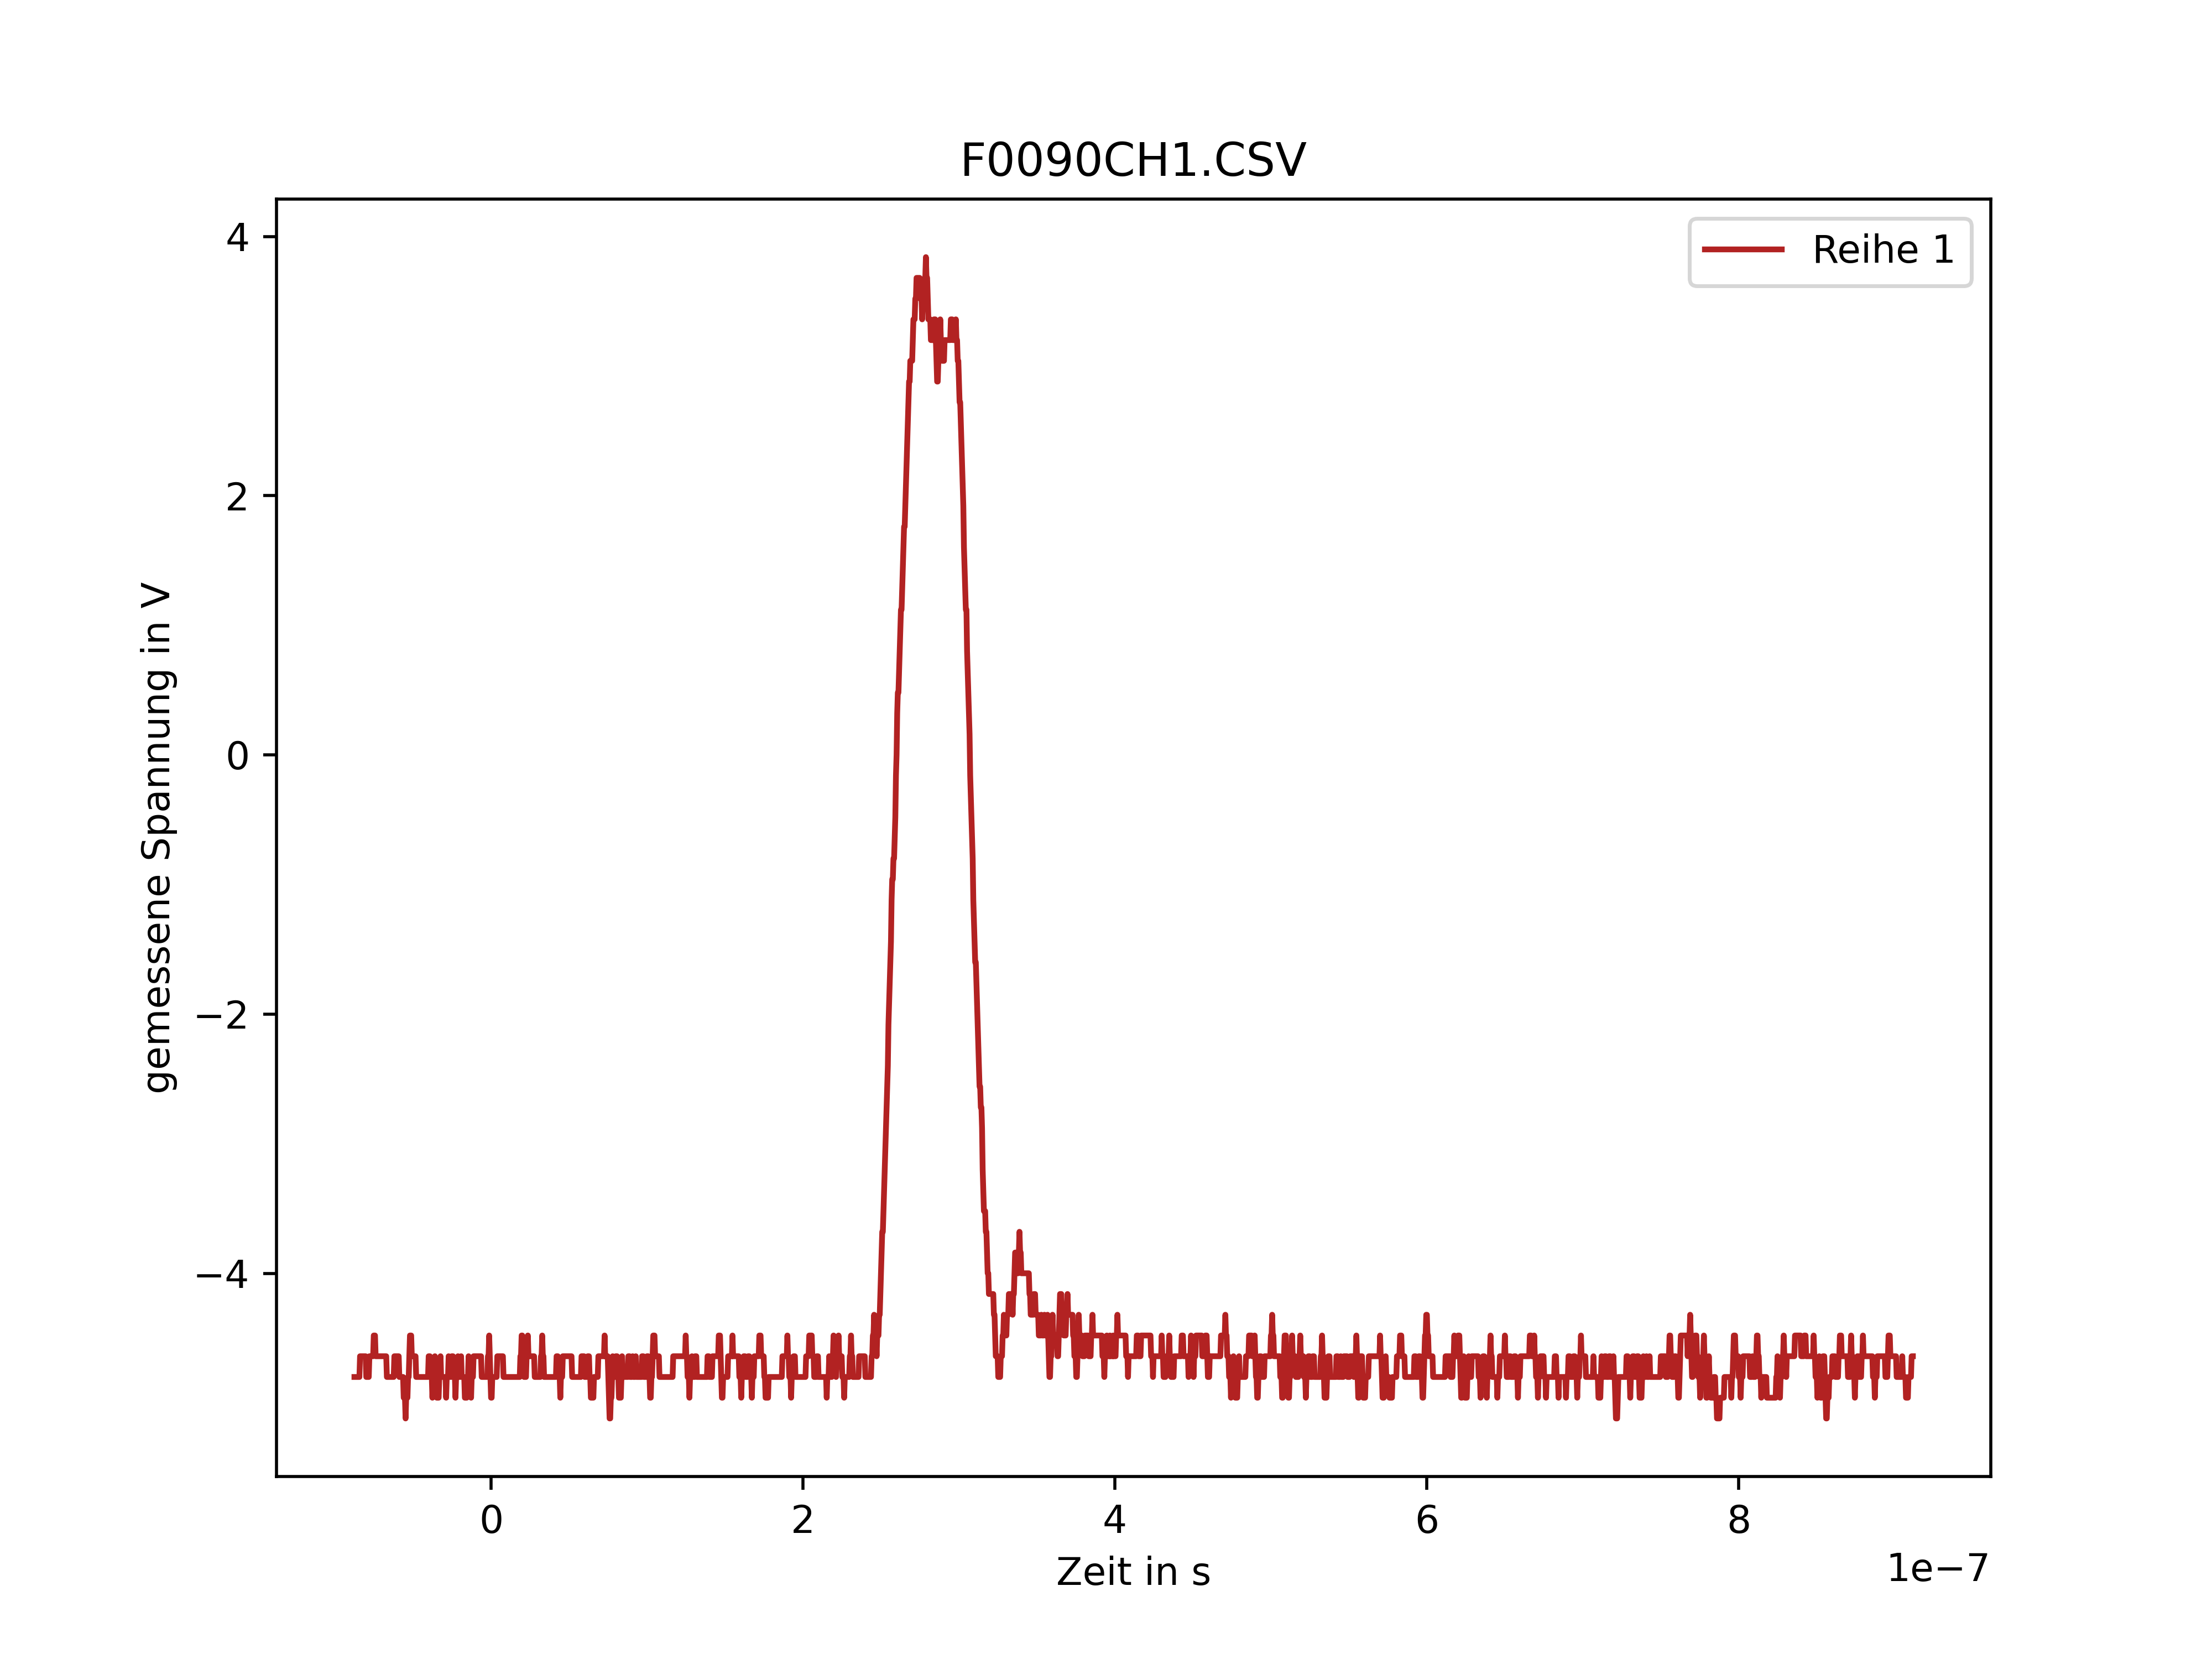 F0090CH1.CSV
Reihe 1
gemessene Spannung in V
4
2
0
−2
−4
0 2 4 6 8
Zeit in s
1e−7